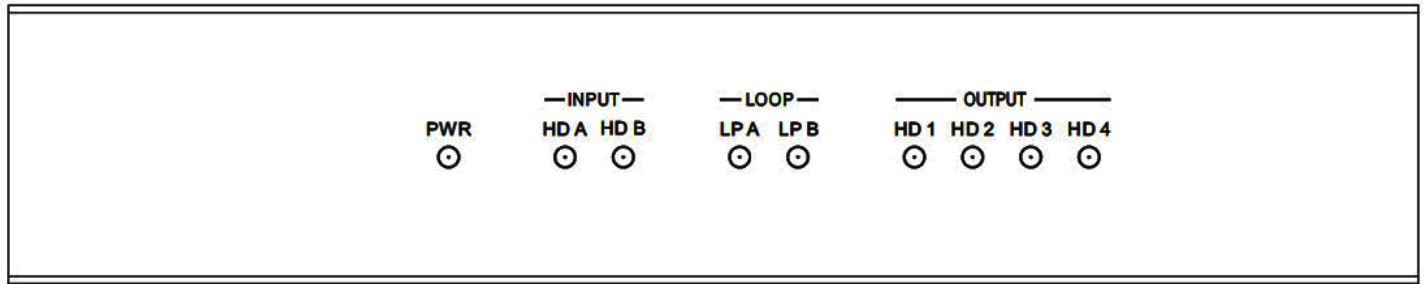 INPUT LOOP OUTPUT
PWR HD A HD B LP A LP B HD 1 HD 2 HD 3 HD 4